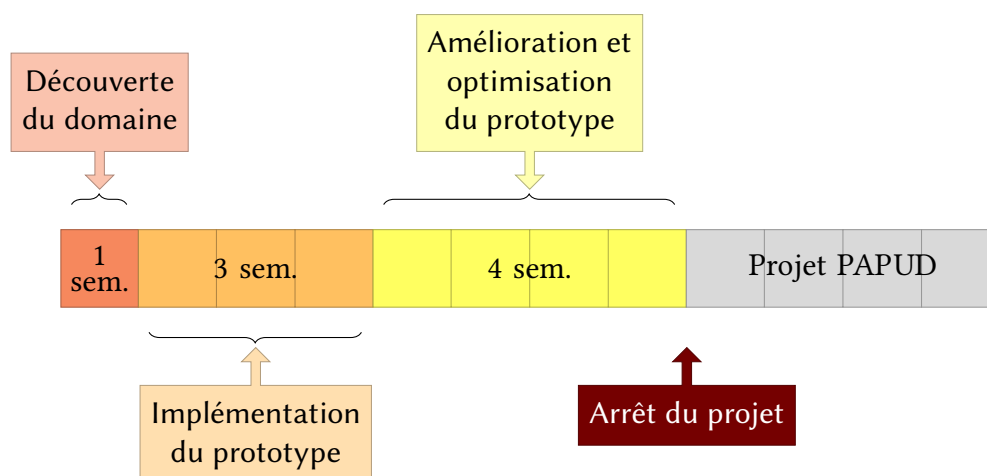 Découverte
du domaine
Amélioration et
optimisation
du prototype
1
sem.
3 sem.
4 sem.
Projet PAPUD
Implémentation
du prototype
Arrêt du projet